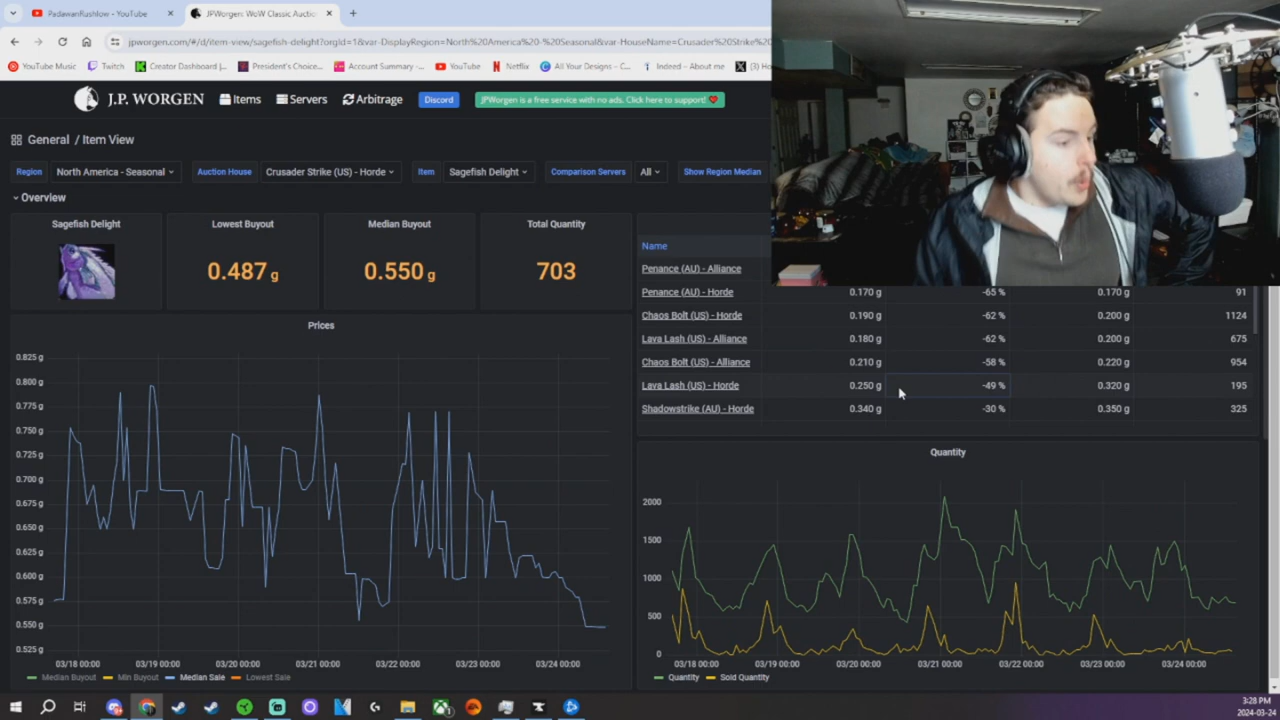 PadawanRushlow - YouTube
JPWorgen: WoW Classic Auctio
jpworgen.com/#/d/item-view/sagefish-delight?orgId=1&var-DisplayRegion=North%20America%20-%20Seasonal&var-HouseName=Crusader%20Strike%20
YouTube Music Twitch Creator Dashboard |... President's Choice... Account Summary -... YouTube Netflix All Your Designs – C... Indeed – About me (3) Ho
J.P. WORGEN Items Servers Arbitrage Discord JPWorgen is a free service with no ads. Click here to support!
General / Item View
Region North America - Seasonal Auction House Crusader Strike (US) - Horde Item Sagefish Delight Comparison Servers All Show Region Median
Overview
Sagefish Delight Lowest Buyout Median Buyout Total Quantity
0.487 g 0.550 g 703
Name
Penance (AU) - Alliance
Penance (AU) - Horde 0.170 g -65 % 0.170 g 91
Chaos Bolt (US) - Horde 0.190 g -62 % 0.200 g 1124
Lava Lash (US) - Alliance 0.180 g -62 % 0.200 g 675
Chaos Bolt (US) - Alliance 0.210 g -58 % 0.220 g 954
Lava Lash (US) - Horde 0.250 g -49 % 0.320 g 195
Shadowstrike (AU) - Horde 0.340 g -30 % 0.350 g 325
Prices
0.825 g
0.800 g
0.775 g
0.750 g
0.725 g
0.700 g
0.675 g
0.650 g
0.625 g
0.600 g
0.575 g
0.550 g
0.525 g
03/18 00:00 03/19 00:00 03/20 00:00 03/21 00:00 03/22 00:00 03/23 00:00 03/24 00:00
Median Buyout Min Buyout Median Sale Lowest Sale
Quantity
2000
1500
1000
500
0
03/18 00:00 03/19 00:00 03/20 00:00 03/21 00:00 03/22 00:00 03/23 00:00 03/24 00:00
Quantity Sold Quantity
3:28 PM
2024-03-24